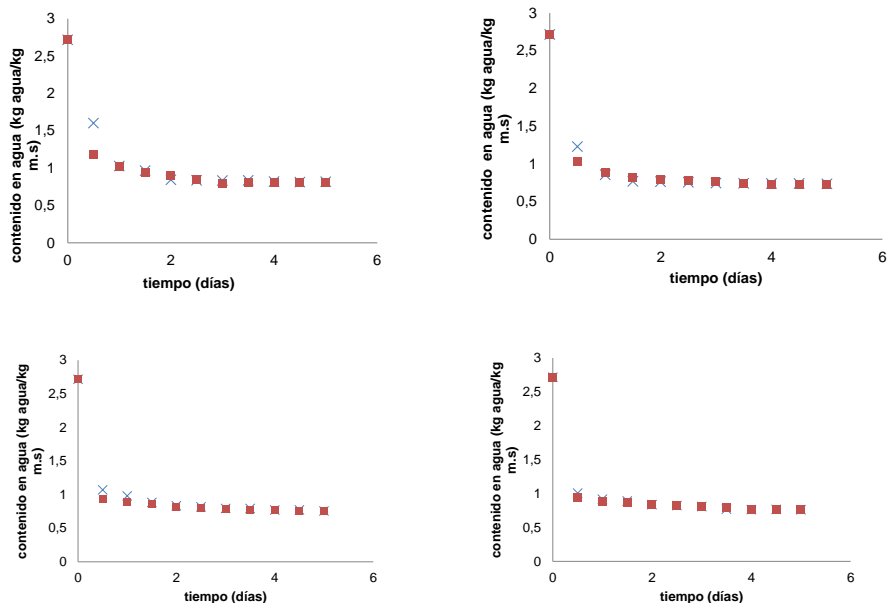 3
2,5
2
1,5
1
0,5
0
0 2 4 6
contenido en agua (kg agua/kg
m.s)
tiempo (días)
3
2,5
2
1,5
1
0,5
0
0 2 4 6
contenido en agua (kg agua/kg
m.s)
tiempo (días)
3
2,5
2
1,5
1
0,5
0
0 2 4 6
contenido en agua (kg agua/kg
m.s)
tiempo (días)
3
2,5
2
1,5
1
0,5
0
0 2 4 6
contenido en agua (kg agua/kg
m.s)
tiempo (días)